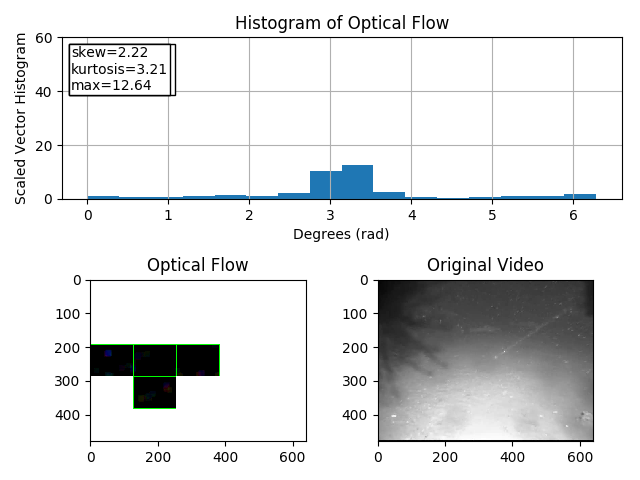 Histogram of Optical Flow
Scaled Vector Histogram
60
40
20
0
skew=2.22
kurtosis=3.21
max=12.64
0 1 2 3 4 5 6
Degrees (rad)
Optical Flow
0
100
200
300
400
0 200 400 600
Original Video
0
100
200
300
400
0 200 400 600